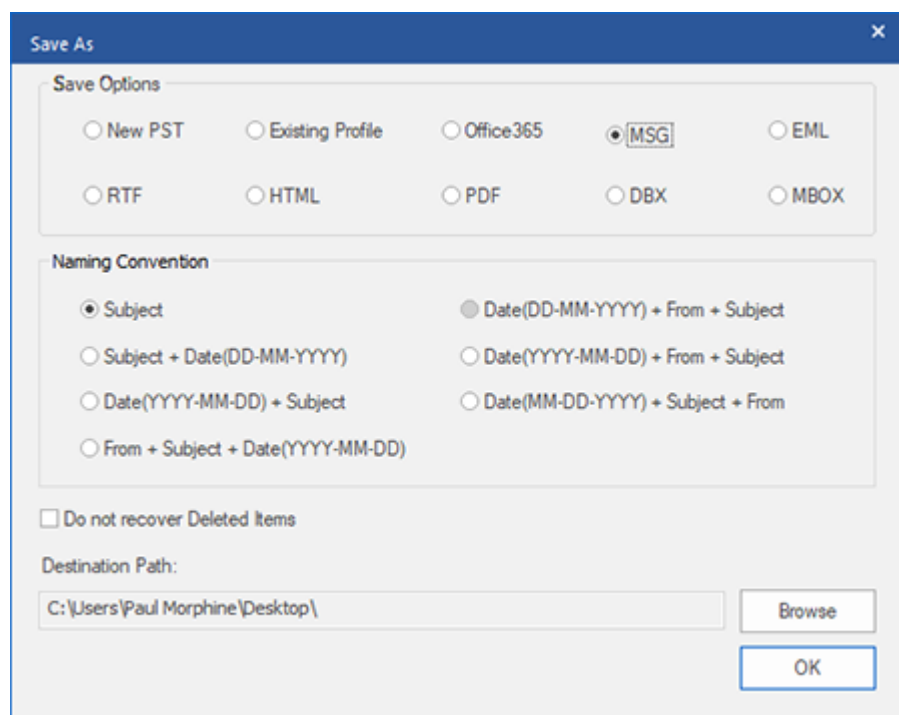 Save As
Save Options
New PST Existing Profile Office365 MSG EML
RTF HTML PDF DBX MBOX
Naming Convention
Subject Date(DD-MM-YYYY) + From + Subject
Subject + Date(DD-MM-YYYY) Date(YYYY-MM-DD) + From + Subject
Date(YYYY-MM-DD) + Subject Date(MM-DD-YYYY) + Subject + From
From + Subject + Date(YYYY-MM-DD)
Do not recover Deleted Items
Destination Path:
C:\Users\Paul Morphine\Desktop\ Browse
OK